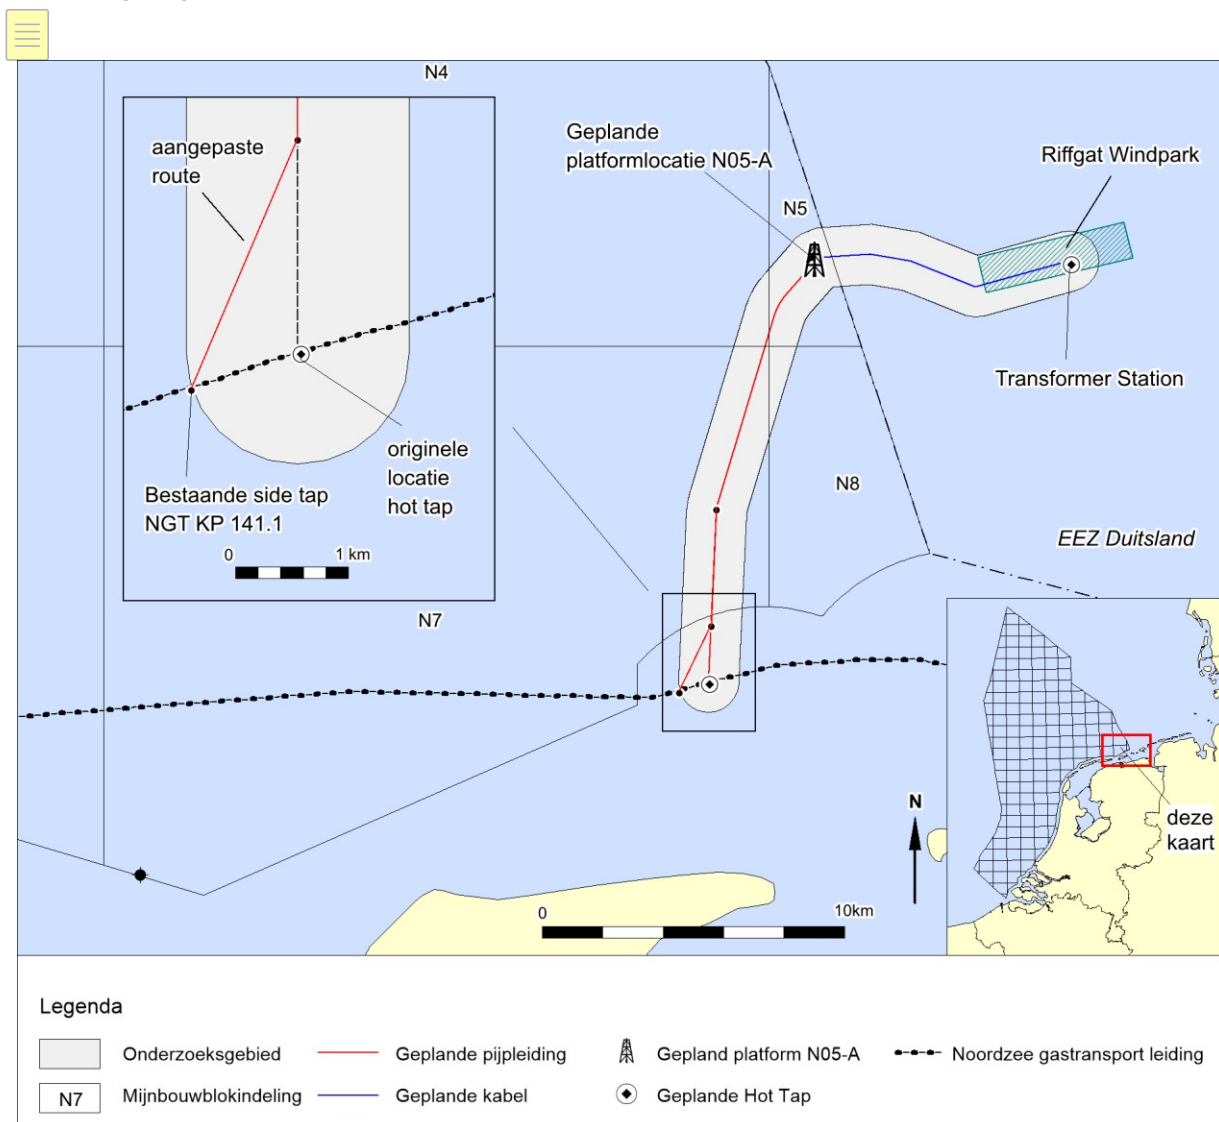 N4
Geplande
platformlocatie N05-A
Riffgat Windpark
aangepaste
route
N5
Transformer Station
originele
locatie
hot tap
Bestaande side tap
NGT KP 141.1
0 1 km
N8
EEZ Duitsland
N7
N
deze
kaart
0 10km
Legenda
Onderzoeksgebied
Geplande pijpleiding
Gepland platform N05-A
Noordzee gastransport leiding
N7 Mijnbouwblokindeling
Geplande kabel
Geplande Hot Tap